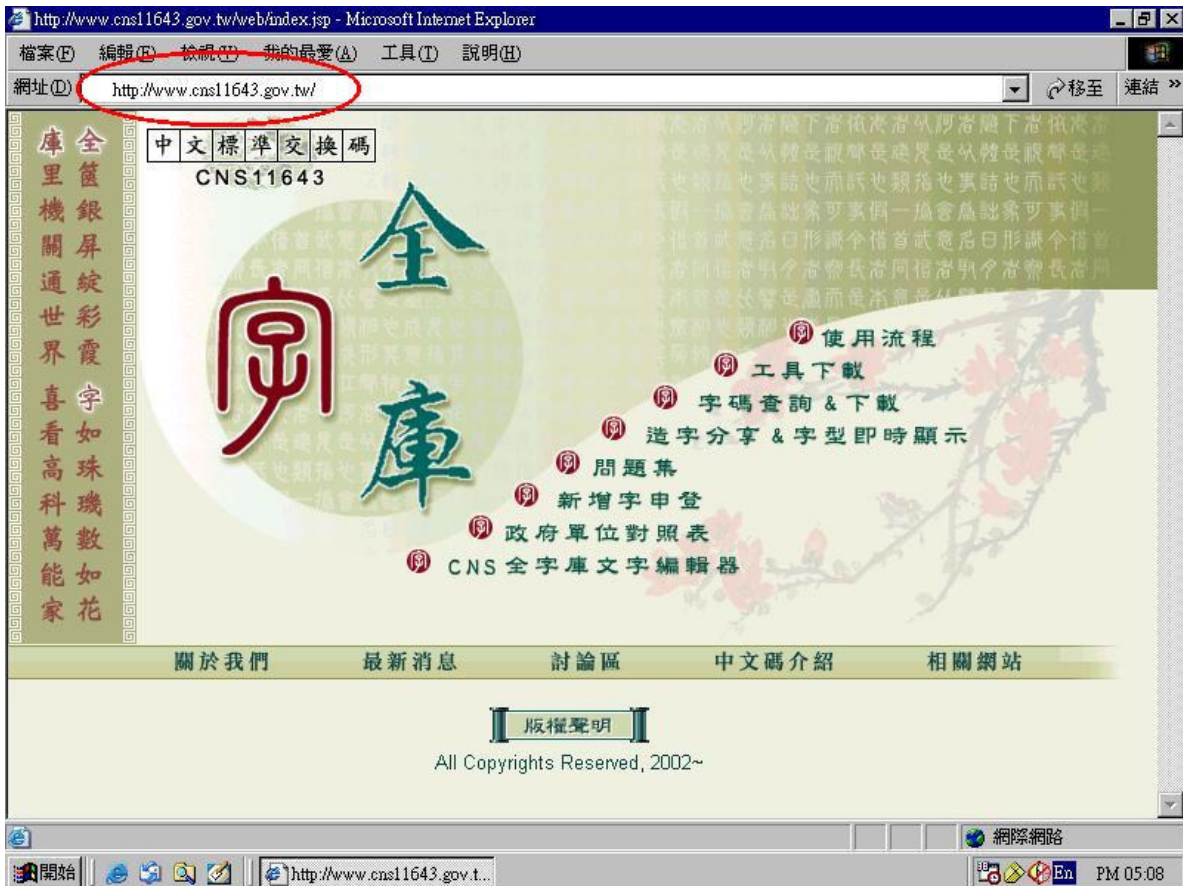 http://www.cns11643.gov.tw/web/index.jsp - Microsoft Internet Explorer
檔案(F) 編輯(E) 檢視(V) 我的最愛(A) 工具(T) 說明(H)
網址(D) http://www.cns11643.gov.tw/ 移至 連結 »
全篋銀屏綻彩霞 字如珠璣數如花
庫里機關通世界 喜看高科萬能家
中文標準交換碼
CNS11643
全
字
庫
使用流程
工具下載
字碼查詢 & 下載
造字分享 & 字型即時顯示
問題集
新增字申登
政府單位對照表
CNS 全字庫文字編輯器
關於我們 最新消息 討論區 中文碼介紹 相關網站
版權聲明
All Copyrights Reserved, 2002~
網際網路
開始 http://www.cns11643.gov.t... En PM 05:08